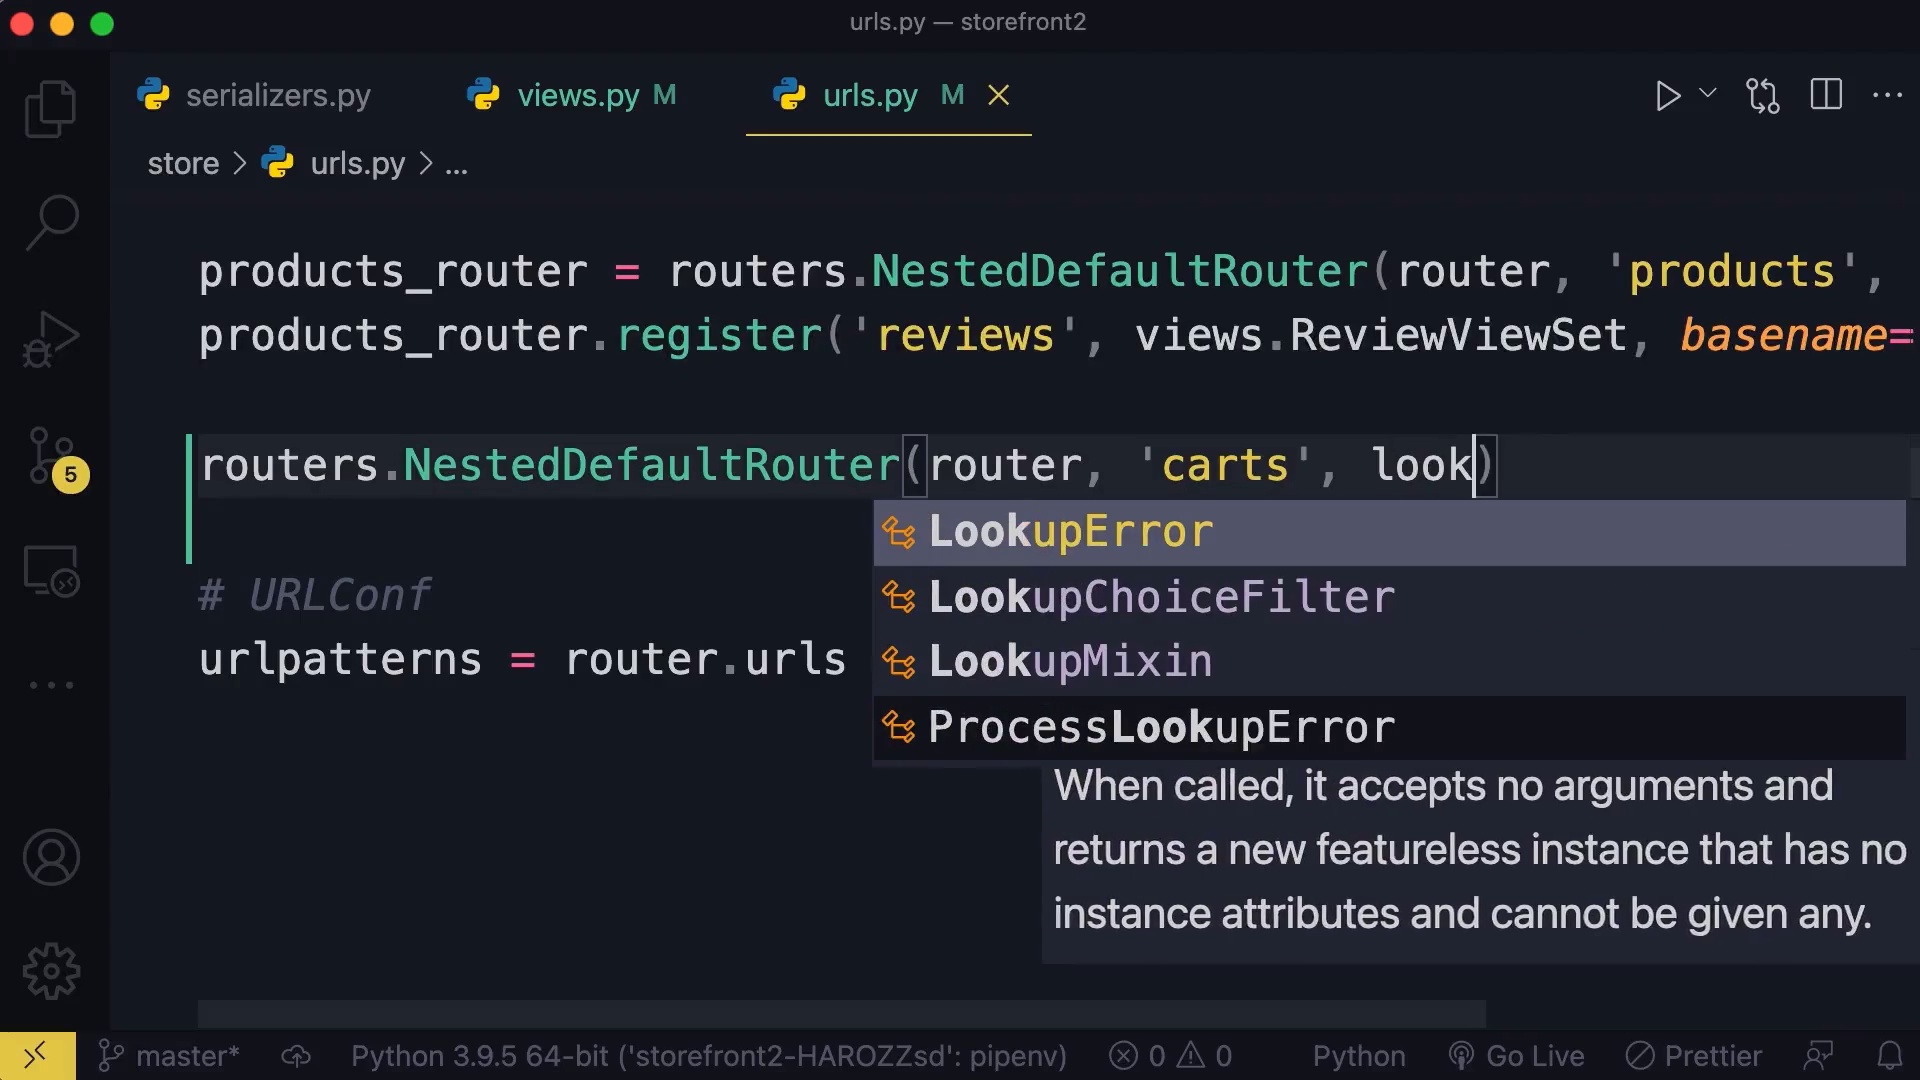 urls.py — storefront2
serializers.py
views.py M
urls.py M
store > urls.py > ...
products_router = routers.NestedDefaultRouter(router, 'products',
products_router.register('reviews', views.ReviewViewSet, basename=
routers.NestedDefaultRouter(router, 'carts', look)
LookupError
LookupChoiceFilter
LookupMixin
ProcessLookupError
When called, it accepts no arguments and
returns a new featureless instance that has no
instance attributes and cannot be given any.
# URLConf
urlpatterns = router.urls
5
master*
Python 3.9.5 64-bit ('storefront2-HAROZZsd': pipenv)
0
0
Python
Go Live
Prettier